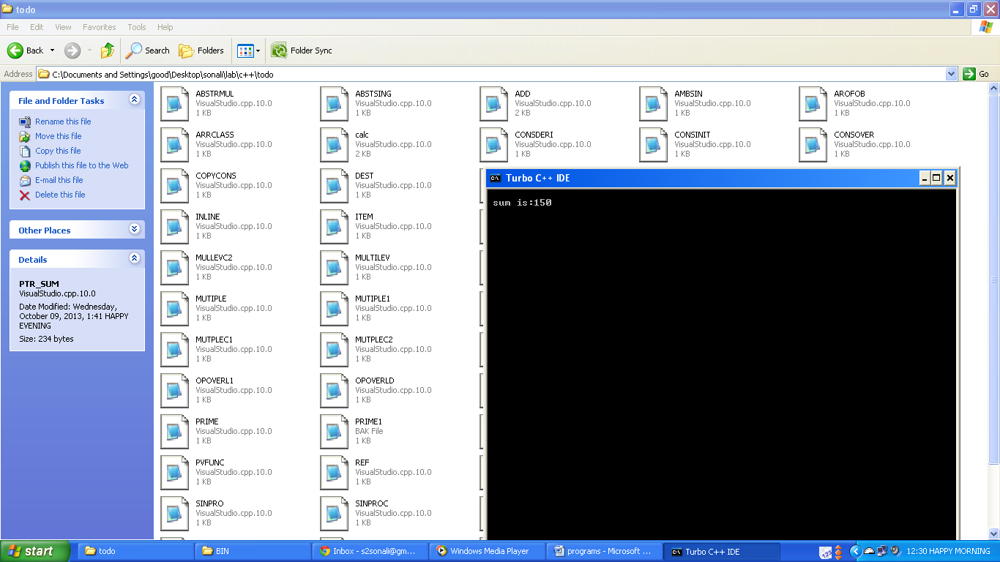 todo
File Edit View Favorites Tools Help
Back Search Folders Folder Sync
Address C:\Documents and Settings\good\Desktop\sonali\lab\c++\todo Go
File and Folder Tasks
Rename this file
Move this file
Copy this file
Publish this file to the Web
E-mail this file
Delete this file
Other Places
Details
PTR_SUM
VisualStudio.cpp.10.0
Date Modified: Wednesday,
October 09, 2013, 1:41 HAPPY
EVENING
Size: 234 bytes
ABSTRMUL
VisualStudio.cpp.10.0
1 KB
ABSTSING
VisualStudio.cpp.10.0
1 KB
ADD
VisualStudio.cpp.10.0
2 KB
AMBSIN
VisualStudio.cpp.10.0
1 KB
AROFOB
VisualStudio.cpp.10.0
1 KB
ARRCLASS
VisualStudio.cpp.10.0
1 KB
calc
VisualStudio.cpp.10.0
2 KB
CONSDERI
VisualStudio.cpp.10.0
1 KB
CONSINIT
VisualStudio.cpp.10.0
1 KB
CONSOVER
VisualStudio.cpp.10.0
1 KB
COPYCONS
VisualStudio.cpp.10.0
1 KB
DEST
VisualStudio.cpp.10.0
1 KB
INLINE
VisualStudio.cpp.10.0
1 KB
ITEM
VisualStudio.cpp.10.0
1 KB
MULLEVC2
VisualStudio.cpp.10.0
1 KB
MULTILEV
VisualStudio.cpp.10.0
1 KB
MUTIPLE
VisualStudio.cpp.10.0
1 KB
MUTIPLE1
VisualStudio.cpp.10.0
1 KB
MUTPLEC1
VisualStudio.cpp.10.0
1 KB
MUTPLEC2
VisualStudio.cpp.10.0
1 KB
OPOVERL1
VisualStudio.cpp.10.0
1 KB
OPOVERLD
VisualStudio.cpp.10.0
1 KB
PRIME
VisualStudio.cpp.10.0
1 KB
PRIME1
BAK File
1 KB
PVFUNC
VisualStudio.cpp.10.0
1 KB
REF
VisualStudio.cpp.10.0
1 KB
SINPRO
VisualStudio.cpp.10.0
1 KB
SINPROC
VisualStudio.cpp.10.0
1 KB
Turbo C++ IDE
sum is:150
start todo BIN Inbox - s2sonali@gm... Windows Media Player programs - Microsoft ... Turbo C++ IDE 12:30 HAPPY MORNING